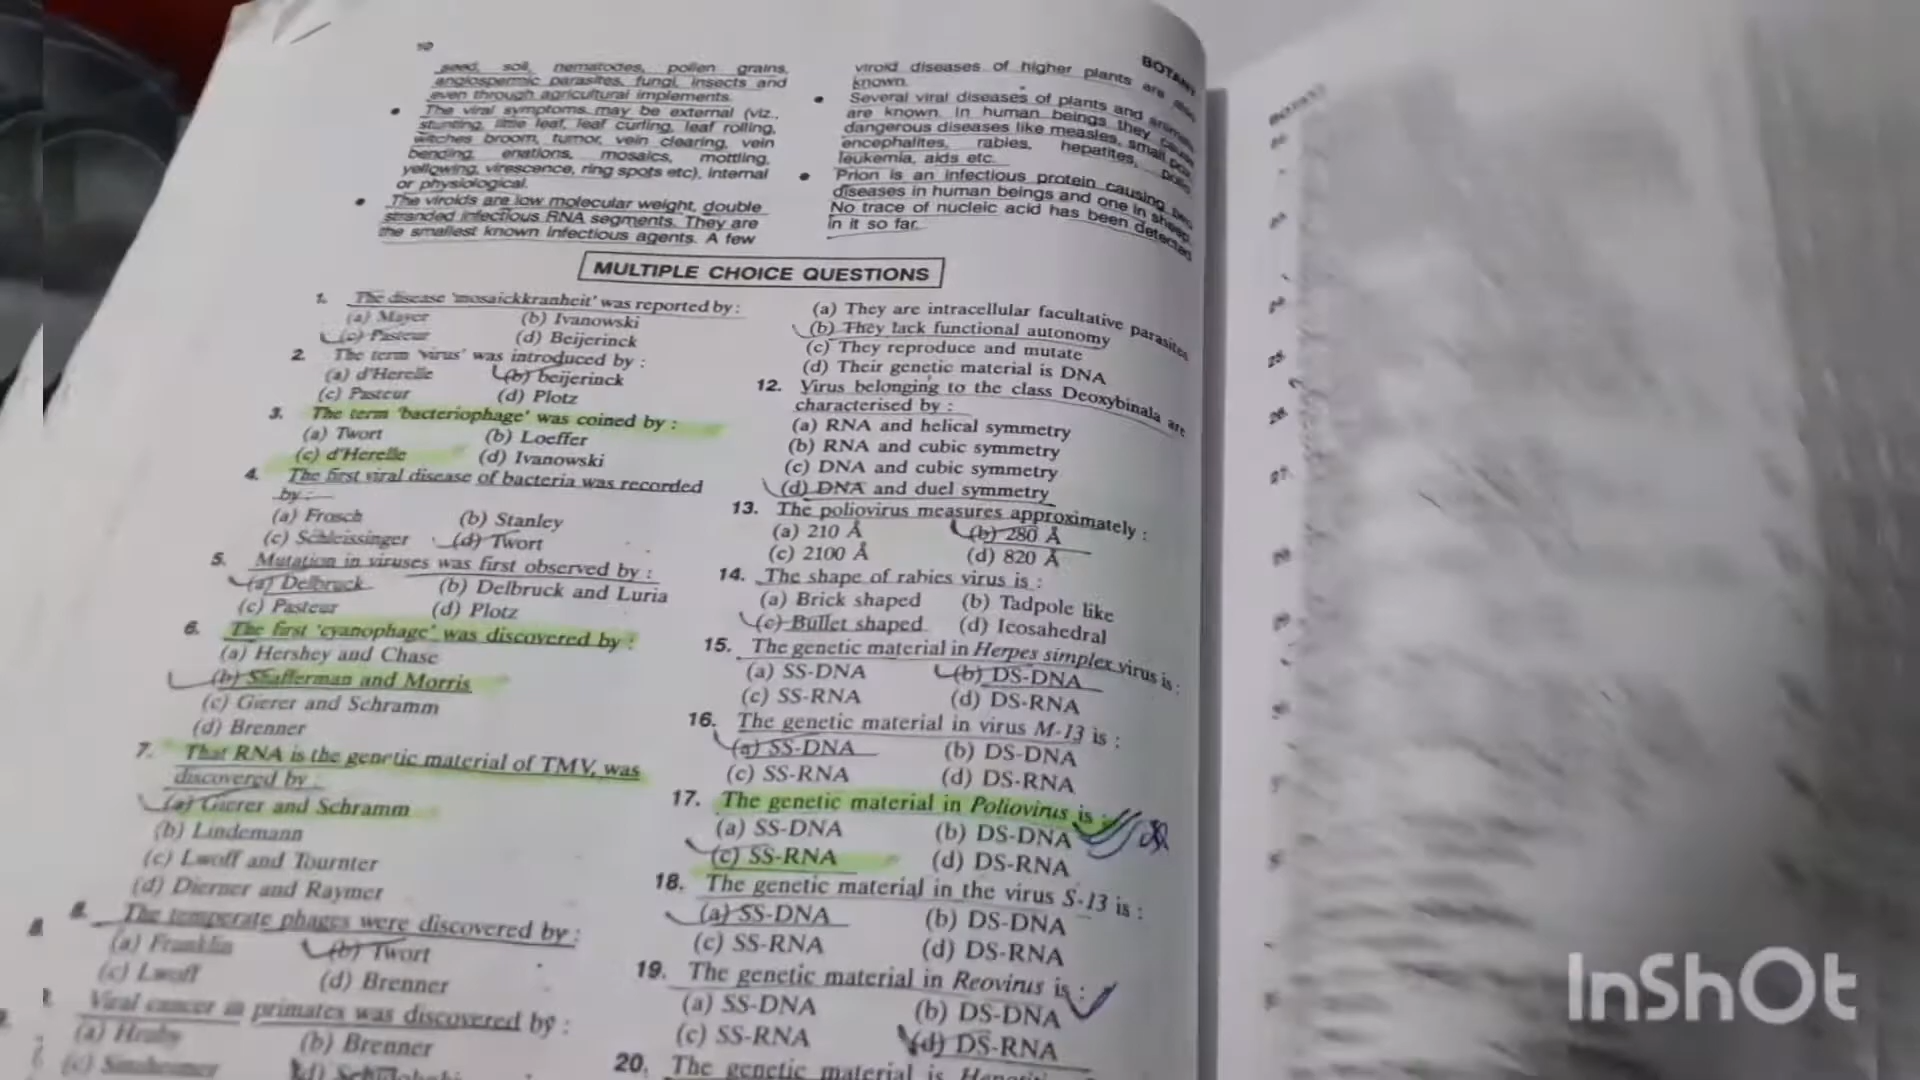 seed, soil, nematodes, pollen grains,
angiospermic parasites, fungi, insects and
even through agricultural implements.
• The viral symptoms may be external (viz.,
stunting, little leaf, leaf curling, leaf rolling,
witches broom, tumor, vein clearing, vein
bending, enations, mosaics, mottling,
yellowing, virescence, ring spots etc), internal
or physiological.
• The viroids are low molecular weight, double
stranded infectious RNA segments. They are
the smallest known infectious agents. A few
BOTANY
viroid diseases of higher plants are also
known.
• Several viral diseases of plants and animals
are known. In human beings they cause
dangerous diseases like measles, small pox,
encephalites, rabies, hepatites, polio,
leukemia, aids etc.
• Prion is an infectious protein causing two
diseases in human beings and one in sheep.
No trace of nucleic acid has been detected
in it so far.
MULTIPLE CHOICE QUESTIONS
1. The disease 'mosaickkranheit' was reported by :
(a) Mayer (b) Ivanowski
(c) Pasteur (d) Beijerinck
2. The term 'virus' was introduced by :
(a) d'Herelle (b) beijerinck
(c) Pasteur (d) Plotz
3. The term 'bacteriophage' was coined by :
(a) Twort (b) Loeffer
(c) d'Herelle (d) Ivanowski
4. The first viral disease of bacteria was recorded
by :
(a) Frosch (b) Stanley
(c) Schleissinger (d) Twort
5. Mutation in viruses was first observed by :
(a) Delbruck (b) Delbruck and Luria
(c) Pasteur (d) Plotz
6. The first 'cyanophage' was discovered by :
(a) Hershey and Chase
(b) Shafferman and Morris
(c) Gierer and Schramm
(d) Brenner
7. That RNA is the genetic material of TMV, was
discovered by :
(a) Gierer and Schramm
(b) Lindemann
(c) Lwoff and Tournter
(d) Dierner and Raymer
8. The temperate phages were discovered by :
(a) Franklin (b) Twort
(c) Lwoff (d) Brenner
Viral cancer in primates was discovered by :
(a) Hruby (b) Brenner
(c) Sinsheimer (d)
(a) They are intracellular facultative parasites
(b) They lack functional autonomy
(c) They reproduce and mutate
(d) Their genetic material is DNA
12. Virus belonging to the class Deoxybinala are
characterised by :
(a) RNA and helical symmetry
(b) RNA and cubic symmetry
(c) DNA and cubic symmetry
(d) DNA and duel symmetry
13. The poliovirus measures approximately :
(a) 210 Å (b) 280 Å
(c) 2100 Å (d) 820 Å
14. The shape of rabies virus is :
(a) Brick shaped (b) Tadpole like
(c) Bullet shaped (d) Icosahedral
15. The genetic material in Herpes simplex virus is :
(a) SS-DNA (b) DS-DNA
(c) SS-RNA (d) DS-RNA
16. The genetic material in virus M-13 is :
(a) SS-DNA (b) DS-DNA
(c) SS-RNA (d) DS-RNA
17. The genetic material in Poliovirus is :
(a) SS-DNA (b) DS-DNA
(c) SS-RNA (d) DS-RNA
18. The genetic material in the virus S-13 is :
(a) SS-DNA (b) DS-DNA
(c) SS-RNA (d) DS-RNA
19. The genetic material in Reovirus is :
(a) SS-DNA (b) DS-DNA
(c) SS-RNA (d) DS-RNA
20. The genetic material is
InShOt